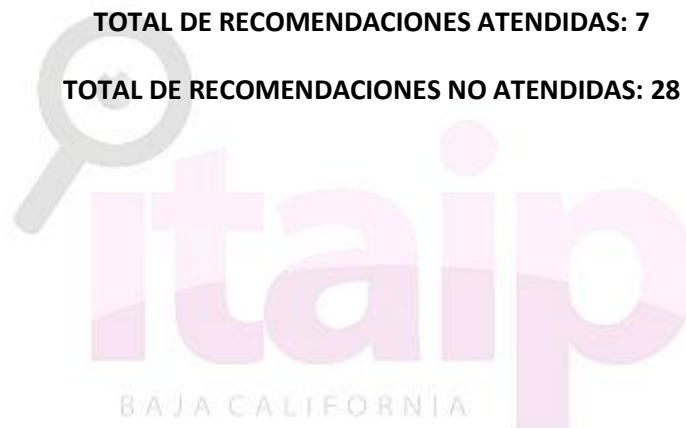 TOTAL DE RECOMENDACIONES ATENDIDAS: 7
TOTAL DE RECOMENDACIONES NO ATENDIDAS: 28
itaip
BAJA CALIFORNIA